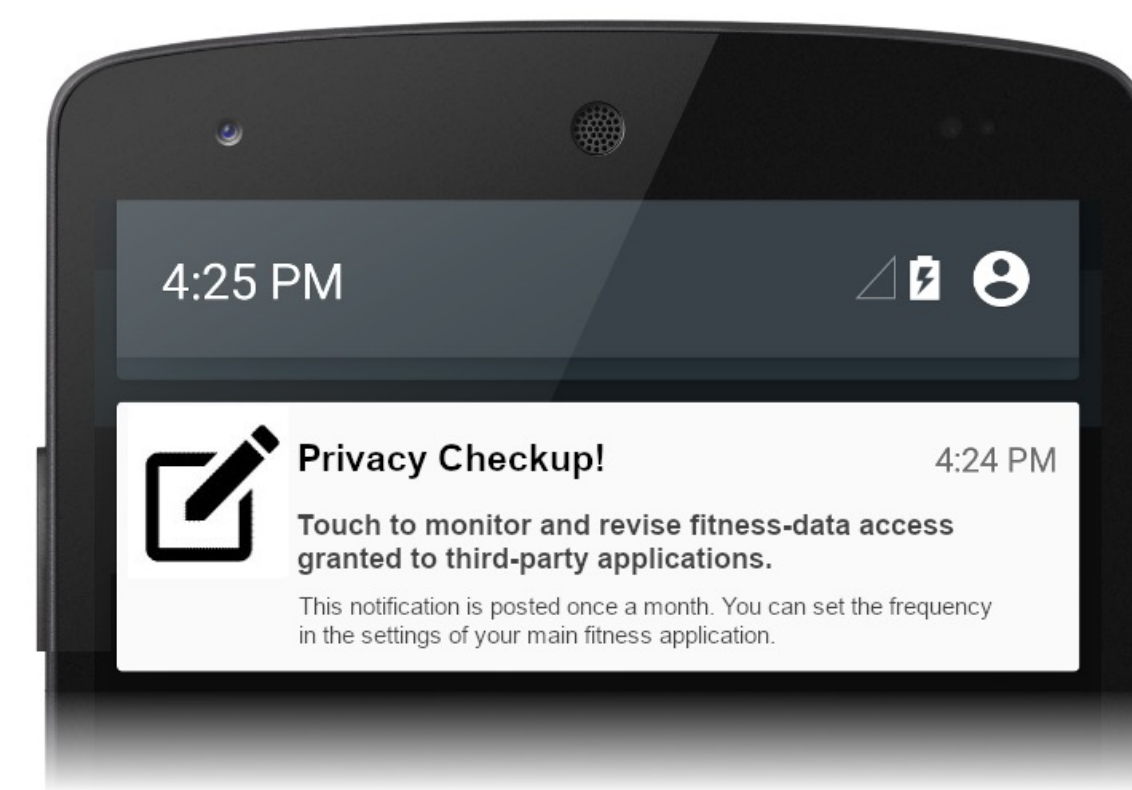 4:25 PM
Privacy Checkup!
4:24 PM
Touch to monitor and revise fitness-data access
granted to third-party applications.
This notification is posted once a month. You can set the frequency
in the settings of your main fitness application.